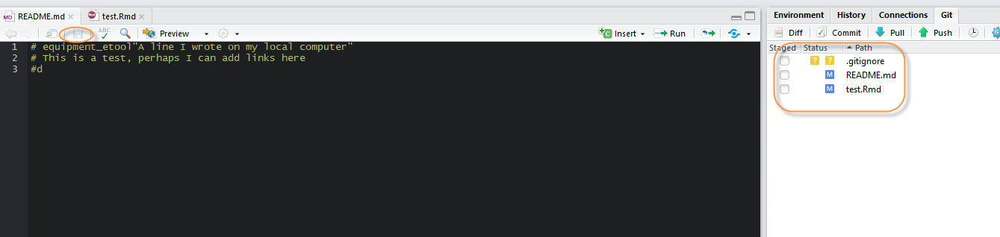 MD README.md × Rmd test.Rmd ×
Environment History Connections Git
ABC Preview C Insert Run
Diff Commit Pull Push
Staged Status Path
1 # equipment_etool"A line I wrote on my local computer"
2 # This is a test, perhaps I can add links here
3 #d
? ? .gitignore
M README.md
M test.Rmd